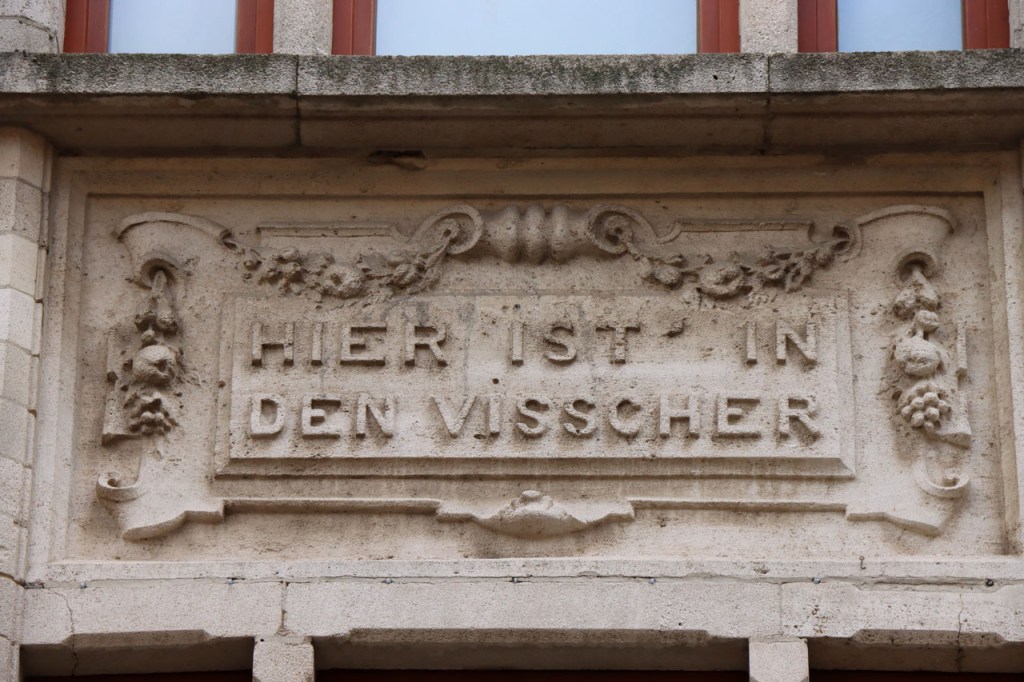 HIER IST IN
DEN VISSCHER